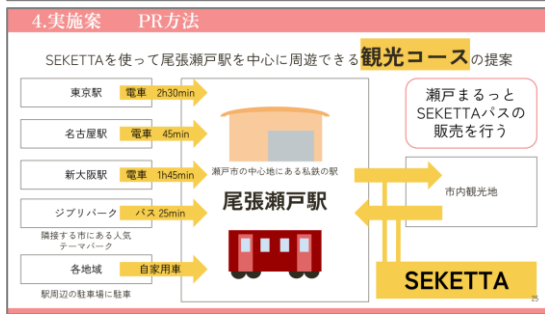 4.実施案 PR方法
SEKETTAを使って尾張瀬戸駅を中心に周遊できる観光コースの提案
東京駅 電車 2h30min
名古屋駅 電車 45min
新大阪駅 電車 1h45min
ジブリパーク バス 25min
隣接する市にある人気
テーマパーク
各地域 自家用車
駅周辺の駐車場に駐車
瀬戸市の中心地にある私鉄の駅
尾張瀬戸駅
瀬戸まるっと
SEKETTAパスの
販売を行う
市内観光地
SEKETTA
25